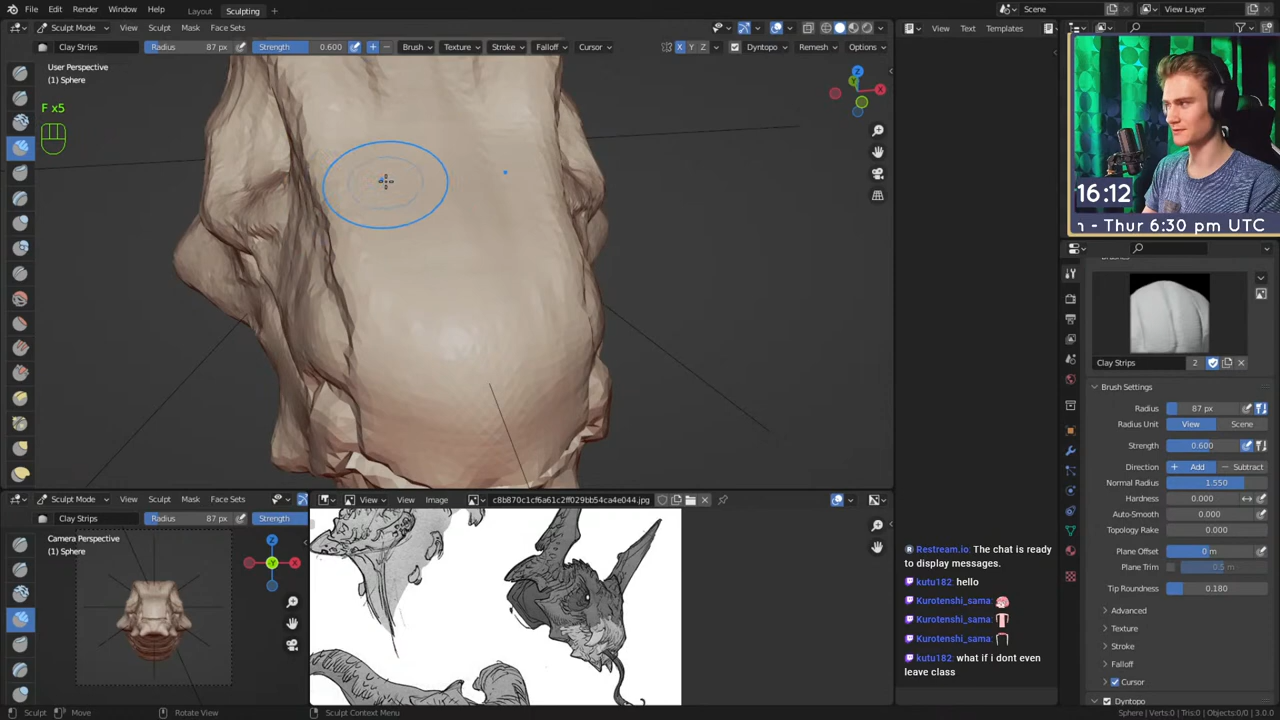 File Edit Render Window Help Layout Sculpting + Scene View Layer
Sculpt Mode View Sculpt Mask Face Sets
Clay Strips Radius 87 px Strength 0.600 + − Brush Texture Stroke Falloff Cursor X Y Z Dyntopo Remesh Options
View Text Templates
User Perspective
(1) Sphere
F x5
Z
Y
X
16:12
n - Thur 6:30 pm UTC
Clay Strips 2
Brush Settings
Radius 87 px
Radius Unit View Scene
Strength 0.600
Direction + Add − Subtract
Normal Radius 1.550
Hardness 0.000
Auto-Smooth 0.000
Topology Rake 0.000
Plane Offset 0 m
Plane Trim 0.5 m
Tip Roundness 0.180
Advanced
Texture
Stroke
Falloff
Cursor
Dyntopo
Sculpt Mode View Sculpt Mask Face Sets
Clay Strips Radius 87 px Strength
Camera Perspective
(1) Sphere
Z
-Y
X
View View Image c8b870c1cf6a61c2ff029bb54ca4e044.jpg
Restream.io: The chat is ready
to display messages.
kutu182: hello
Kurotenshi_sama:
Kurotenshi_sama:
Kurotenshi_sama:
kutu182: what if i dont even
leave class
Sculpt Move Rotate View Sculpt Context Menu Sphere | Verts:0 | Tris:0 | Objects:0/0 | 3.0.0